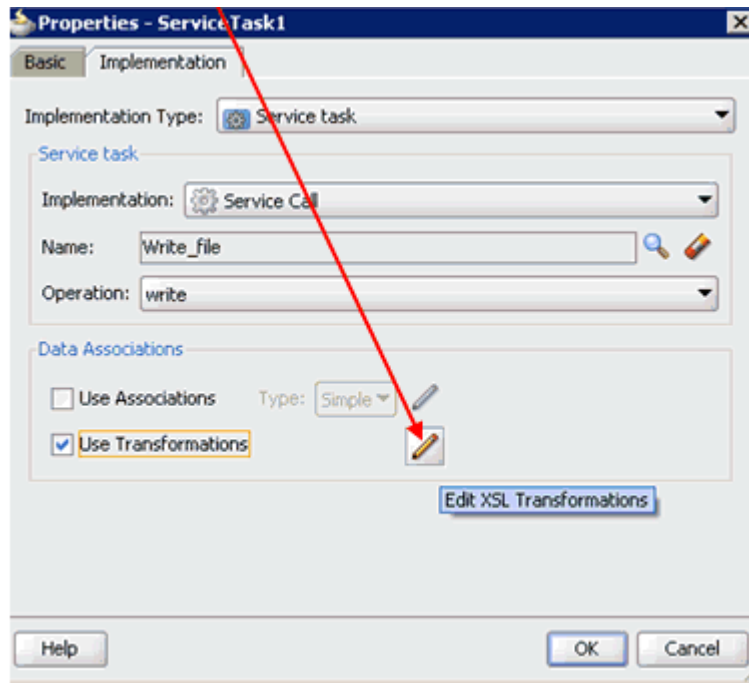 Properties - ServiceTask1
Basic Implementation
Implementation Type: Service task
Service task
Implementation: Service Call
Name: Write_file
Operation: write
Data Associations
Use Associations Type: Simple
Use Transformations
Edit XSL Transformations
Help OK Cancel